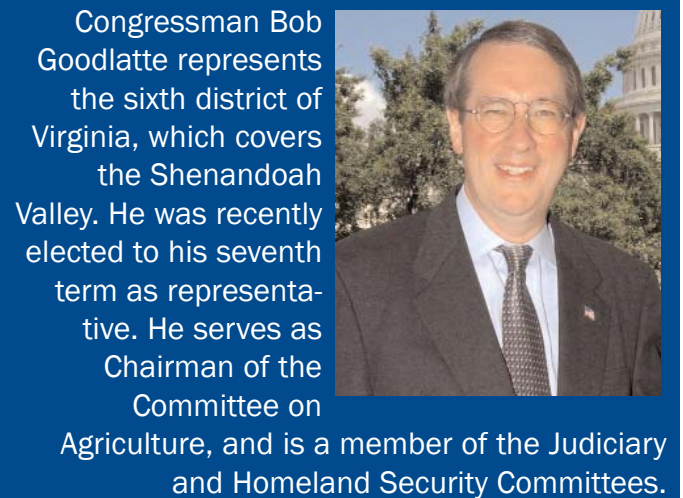 Congressman Bob
Goodlatte represents
the sixth district of
Virginia, which covers
the Shenandoah
Valley. He was recently
elected to his seventh
term as representa-
tive. He serves as
Chairman of the
Committee on
Agriculture, and is a member of the Judiciary
and Homeland Security Committees.